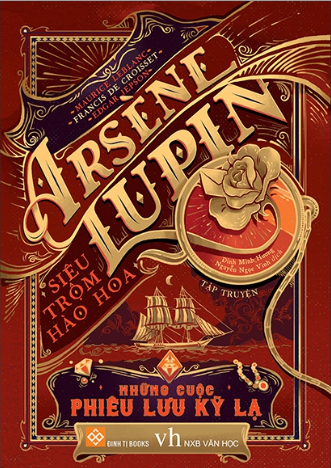 MAURICE LEBLANC
FRANCIS DE CROISSET
EDGAR JEPSON
ARSÈNE
LUPIN
SIÊU
TRỘM
HÀO HOA!
Đinh Minh Hương
Nguyễn Ngọc Vinh dịch
TẬP TRUYỆN
NHỮNG CUỘC
PHIÊU LƯU KỲ LẠ
ĐINH TỊ BOOKS
vh NXB VĂN HỌC